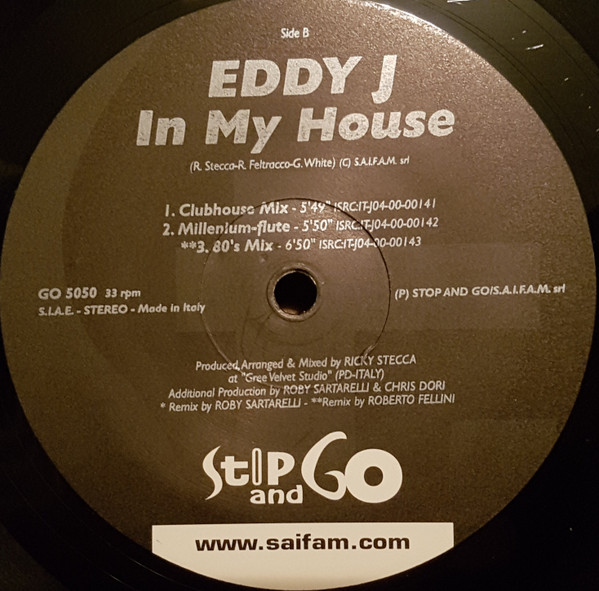 Side B
EDDY J
In My House
(R. Stecca-R. Feltracco-G. White) (C) S.A.I.F.A.M. srl
1. Clubhouse Mix - 5'49" ISRC:IT-J04-00-00141
2. Millenium-flute - 5'50" ISRC:IT-J04-00-00142
**3. 80's Mix - 6'50" ISRC:IT-J04-00-00143
GO 5050 33 rpm
S.I.A.E. - STEREO - Made in Italy
(P) STOP AND GO/S.A.I.F.A.M. srl
Produced, Arranged & Mixed by RICKY STECCA
at "Gree Velvet Studio" (PD-ITALY)
Additional Production by ROBY SARTARELLI & CHRIS DORI
* Remix by ROBY SARTARELLI - **Remix by ROBERTO FELLINI
StOP
and GO
www.saifam.com